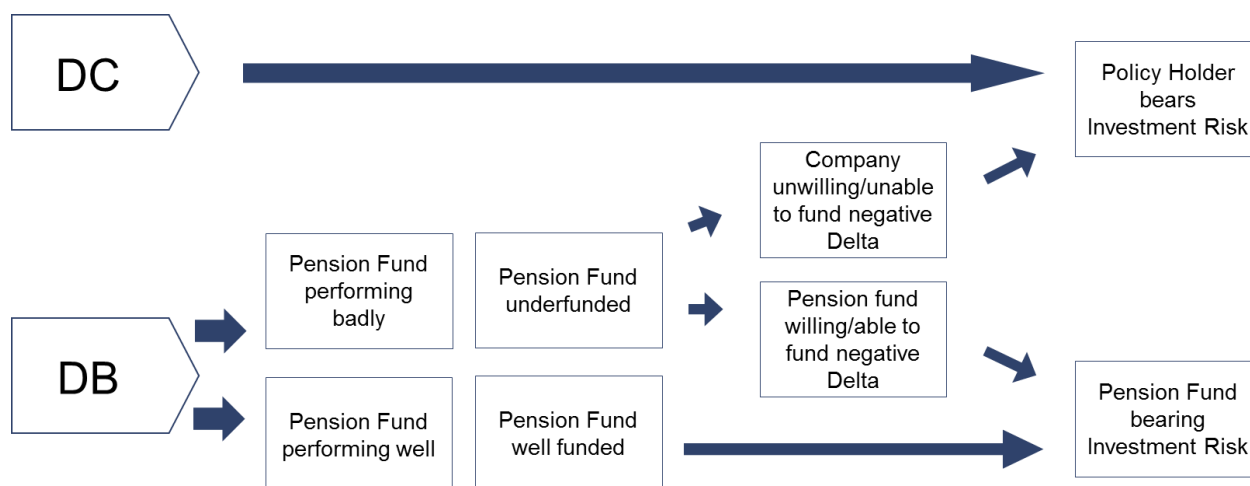 DC
Policy Holder
bears
Investment Risk
Company
unwilling/unable
to fund negative
Delta
Pension Fund
performing
badly
Pension Fund
underfunded
Pension fund
willing/able to
fund negative
Delta
DB
Pension Fund
performing well
Pension Fund
well funded
Pension Fund
bearing
Investment Risk